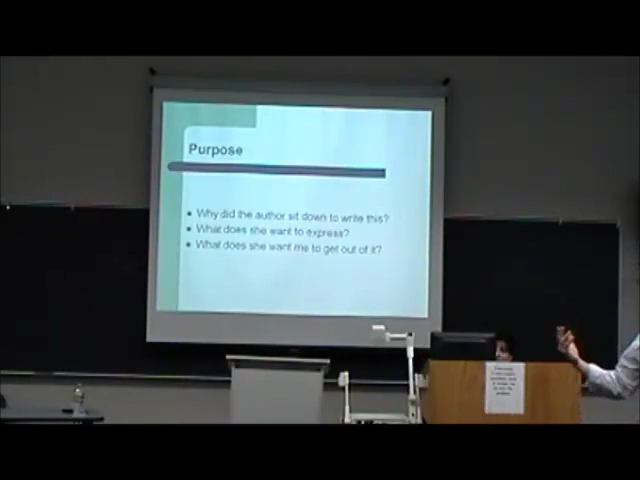 Purpose
Why did the author sit down to write this?
What does she want to express?
What does she want me to get out of it?